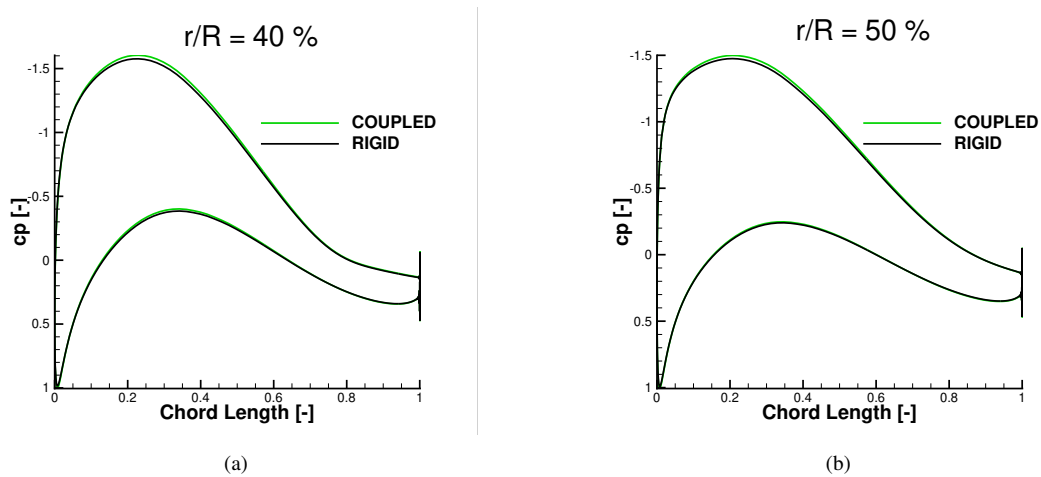 r/R = 40 %
-1.5
-1
-0.5
0
0.5
1
cp [-]
COUPLED
RIGID
0 0.2 0.4 0.6 0.8 1
Chord Length [-]
(a)
r/R = 50 %
-1.5
-1
-0.5
0
0.5
1
cp [-]
COUPLED
RIGID
0 0.2 0.4 0.6 0.8 1
Chord Length [-]
(b)